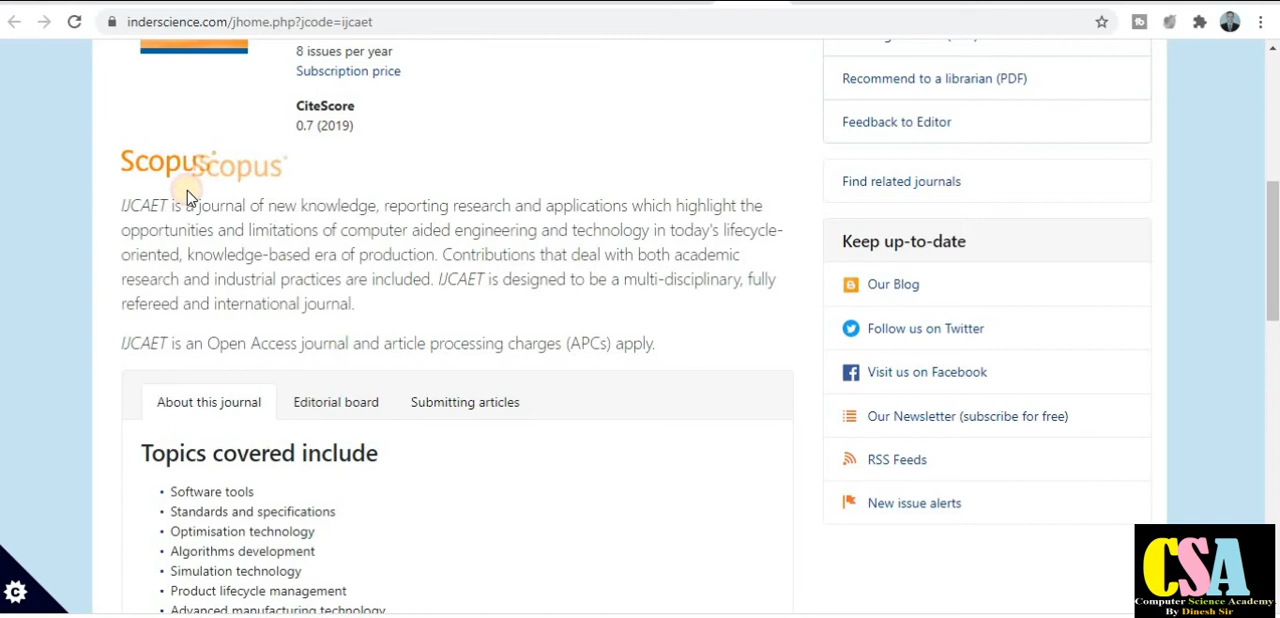 inderscience.com/jhome.php?jcode=ijcaet
8 issues per year
Subscription price
CiteScore
0.7 (2019)
Scopus
Scopus
IJCAET is a journal of new knowledge, reporting research and applications which highlight the
opportunities and limitations of computer aided engineering and technology in today's lifecycle-
oriented, knowledge-based era of production. Contributions that deal with both academic
research and industrial practices are included. IJCAET is designed to be a multi-disciplinary, fully
refereed and international journal.
IJCAET is an Open Access journal and article processing charges (APCs) apply.
About this journal
Editorial board
Submitting articles
Topics covered include
• Software tools
• Standards and specifications
• Optimisation technology
• Algorithms development
• Simulation technology
• Product lifecycle management
• Advanced manufacturing technology
Recommend to a librarian (PDF)
Feedback to Editor
Find related journals
Keep up-to-date
Our Blog
Follow us on Twitter
Visit us on Facebook
Our Newsletter (subscribe for free)
RSS Feeds
New issue alerts
CSA
Computer Science Academy
By Dinesh Sir